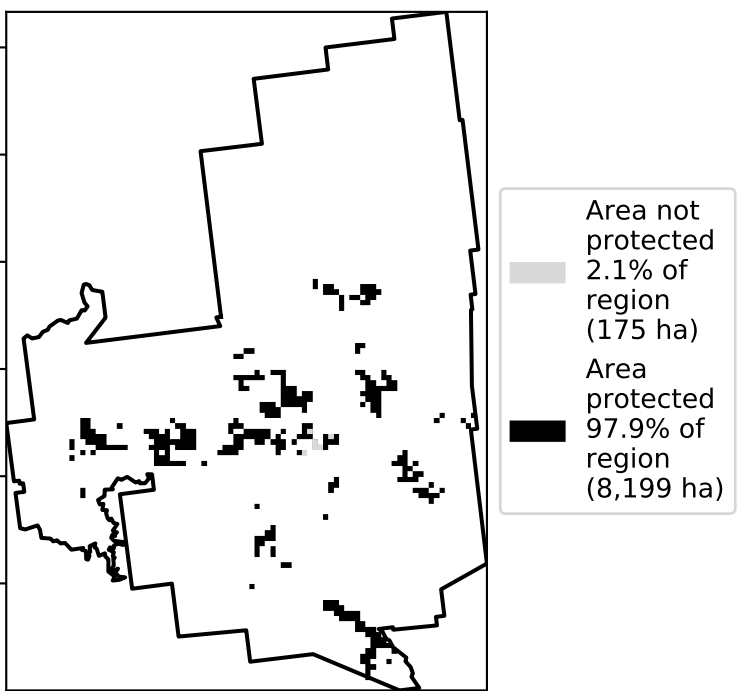 Area not
protected
2.1% of
region
(175 ha)
Area
protected
97.9% of
region
(8,199 ha)